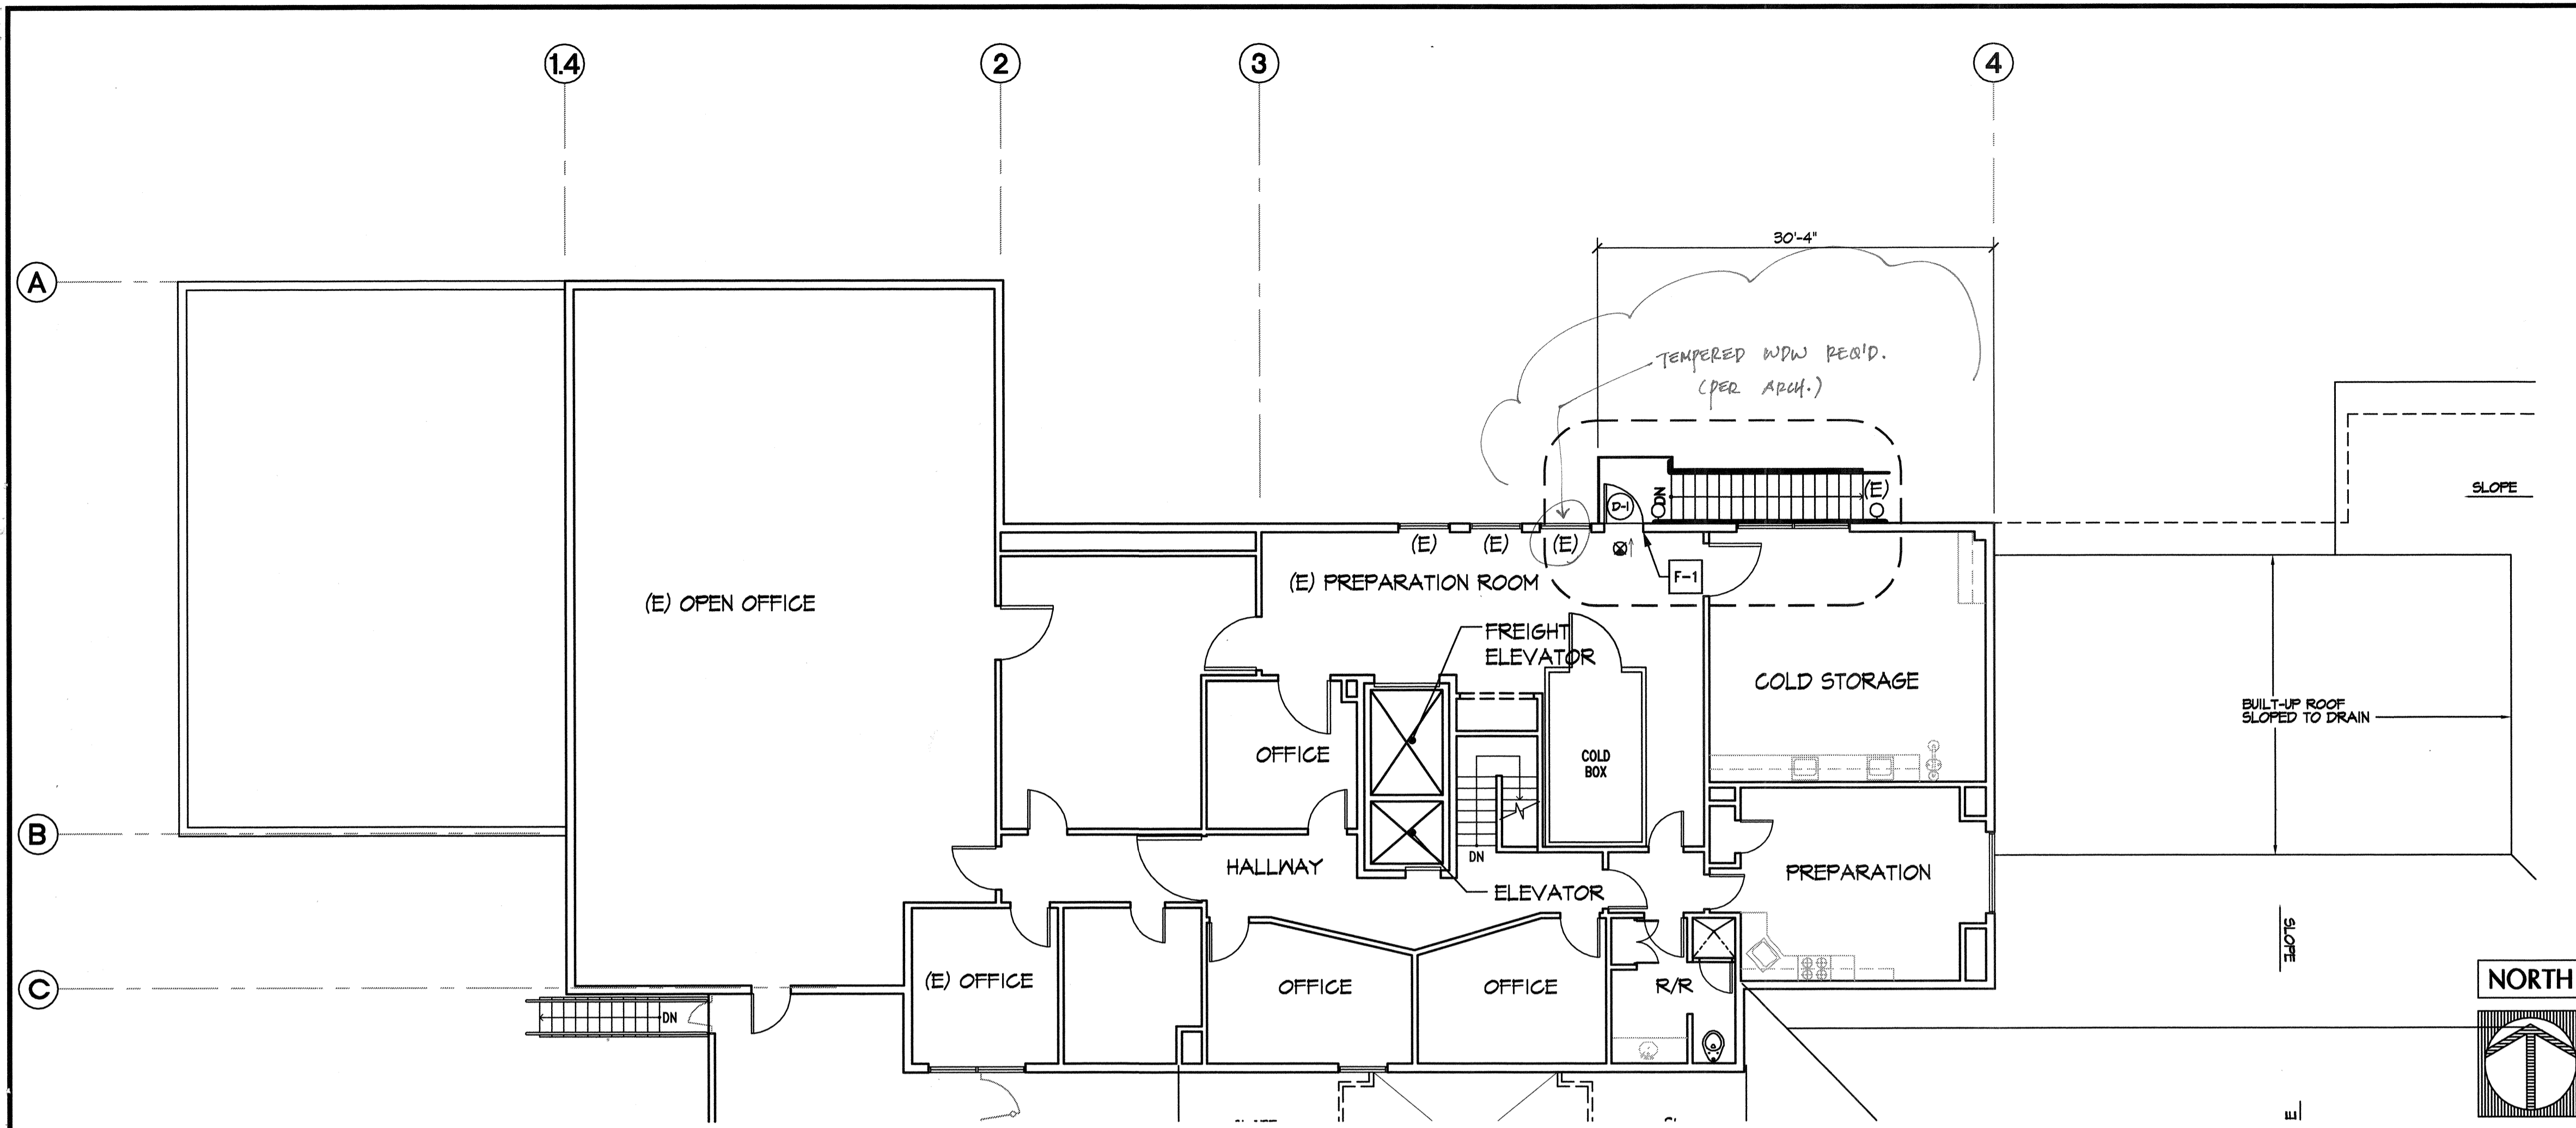 1.4
2
3
4
30'-4"
A
TEMPERED WDW REQ'D.
(PER ARCH.)
SLOPE
DN
(E)
D-1
(E)
(E)
(E)
F-1
(E) PREPARATION ROOM
(E) OPEN OFFICE
FREIGHT
ELEVATOR
COLD STORAGE
BUILT-UP ROOF
SLOPED TO DRAIN
OFFICE
COLD
BOX
B
DN
HALLWAY
PREPARATION
ELEVATOR
SLOPE
C
(E) OFFICE
OFFICE
OFFICE
R/R
NORTH
DN
E